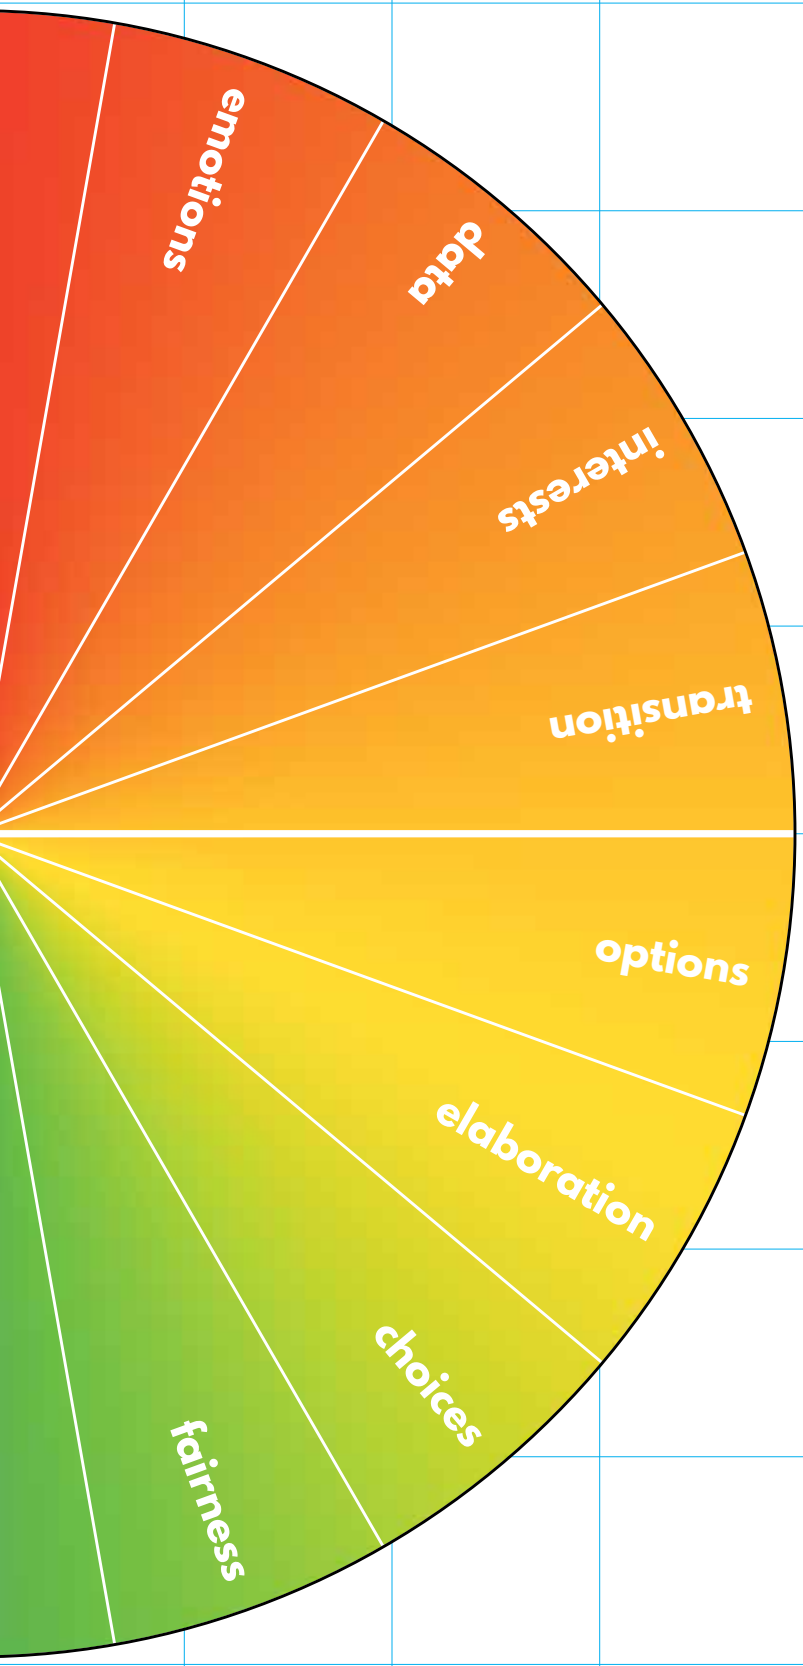 emotions
data
interests
transition
options
elaboration
choices
fairness